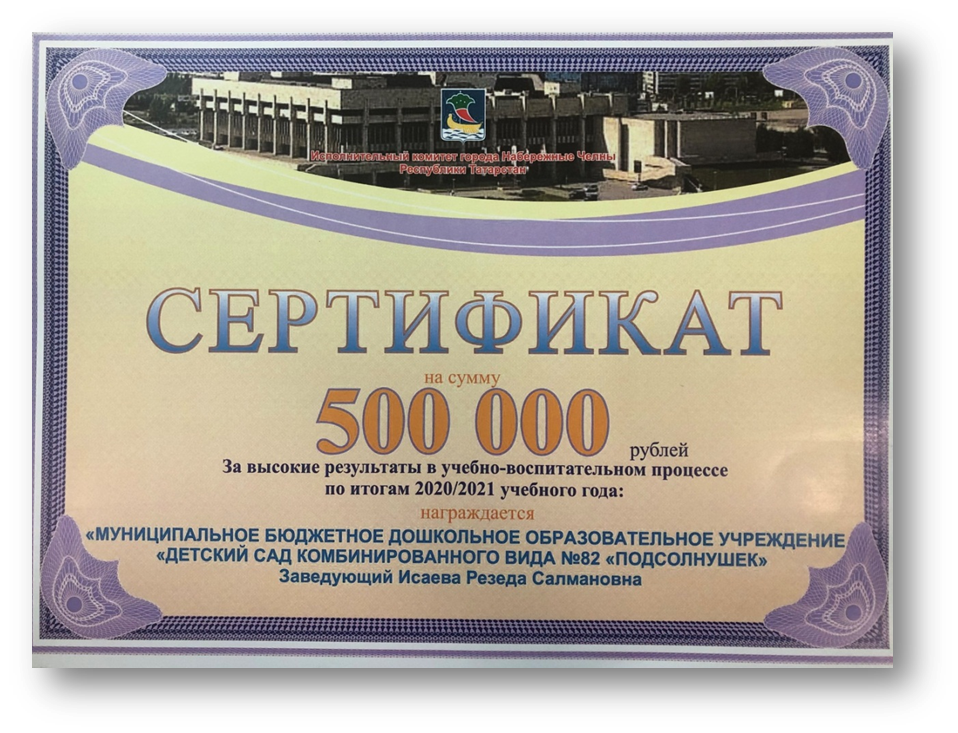 Исполнительный комитет города Набережные Челны
Республики Татарстан
СЕРТИФИКАТ
на сумму
500 000
рублей
За высокие результаты в учебно-воспитательном процессе
по итогам 2020/2021 учебного года:
награждается
«МУНИЦИПАЛЬНОЕ БЮДЖЕТНОЕ ДОШКОЛЬНОЕ ОБРАЗОВАТЕЛЬНОЕ УЧРЕЖДЕНИЕ
«ДЕТСКИЙ САД КОМБИНИРОВАННОГО ВИДА №82 «ПОДСОЛНУШЕК»
Заведующий Исаева Резеда Салмановна